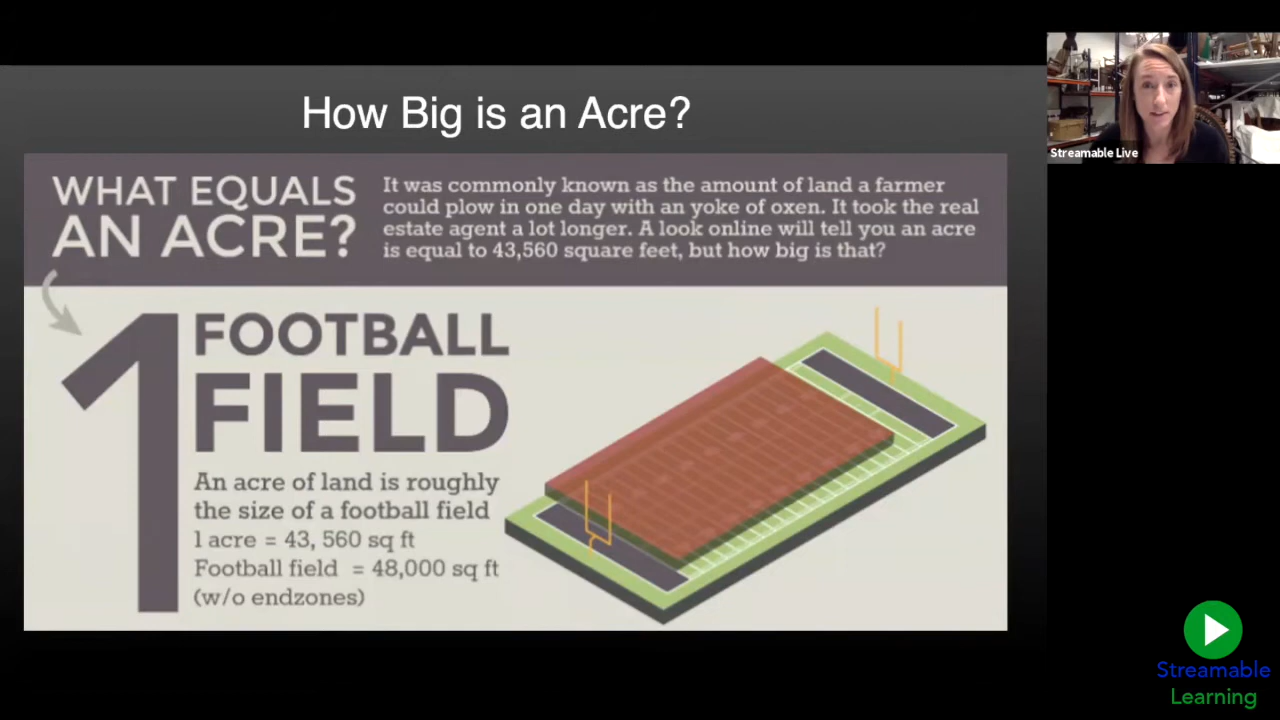 How Big is an Acre?
WHAT EQUALS
AN ACRE?
It was commonly known as the amount of land a farmer
could plow in one day with an yoke of oxen. It took the real
estate agent a lot longer. A look online will tell you an acre
is equal to 43,560 square feet, but how big is that?
1
FOOTBALL
FIELD
An acre of land is roughly
the size of a football field
1 acre = 43, 560 sq ft
Football field = 48,000 sq ft
(w/o endzones)
Streamable Live
Streamable
Learning